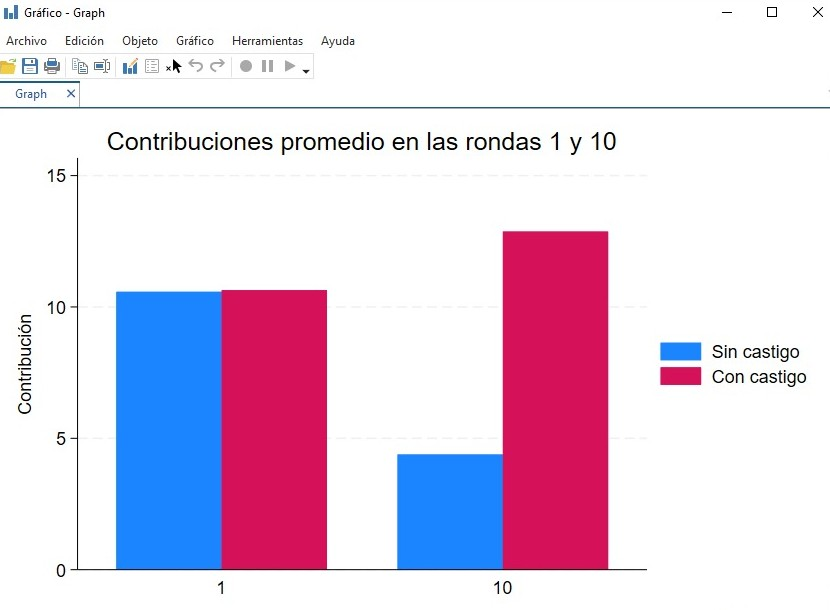 Gráfico - Graph
Archivo Edición Objeto Gráfico Herramientas Ayuda
Graph
Contribuciones promedio en las rondas 1 y 10
15
10
5
0
Contribución
1 10
Sin castigo
Con castigo